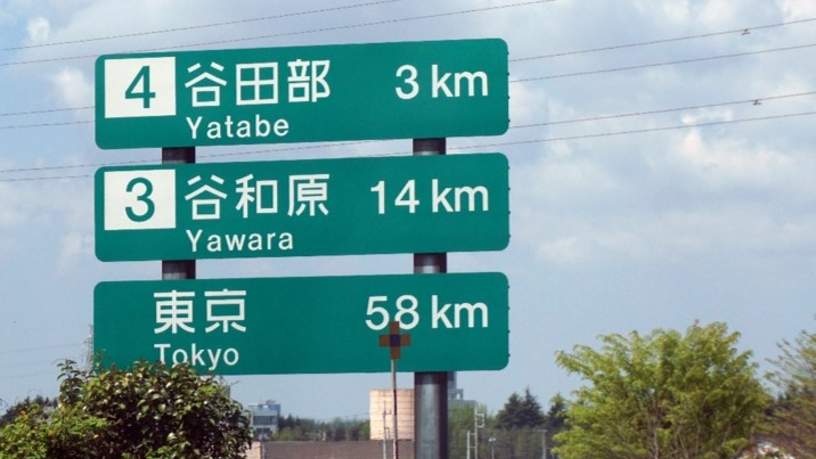 4 谷田部 3 km
Yatabe
3 谷和原 14 km
Yawara
東京 58 km
Tokyo